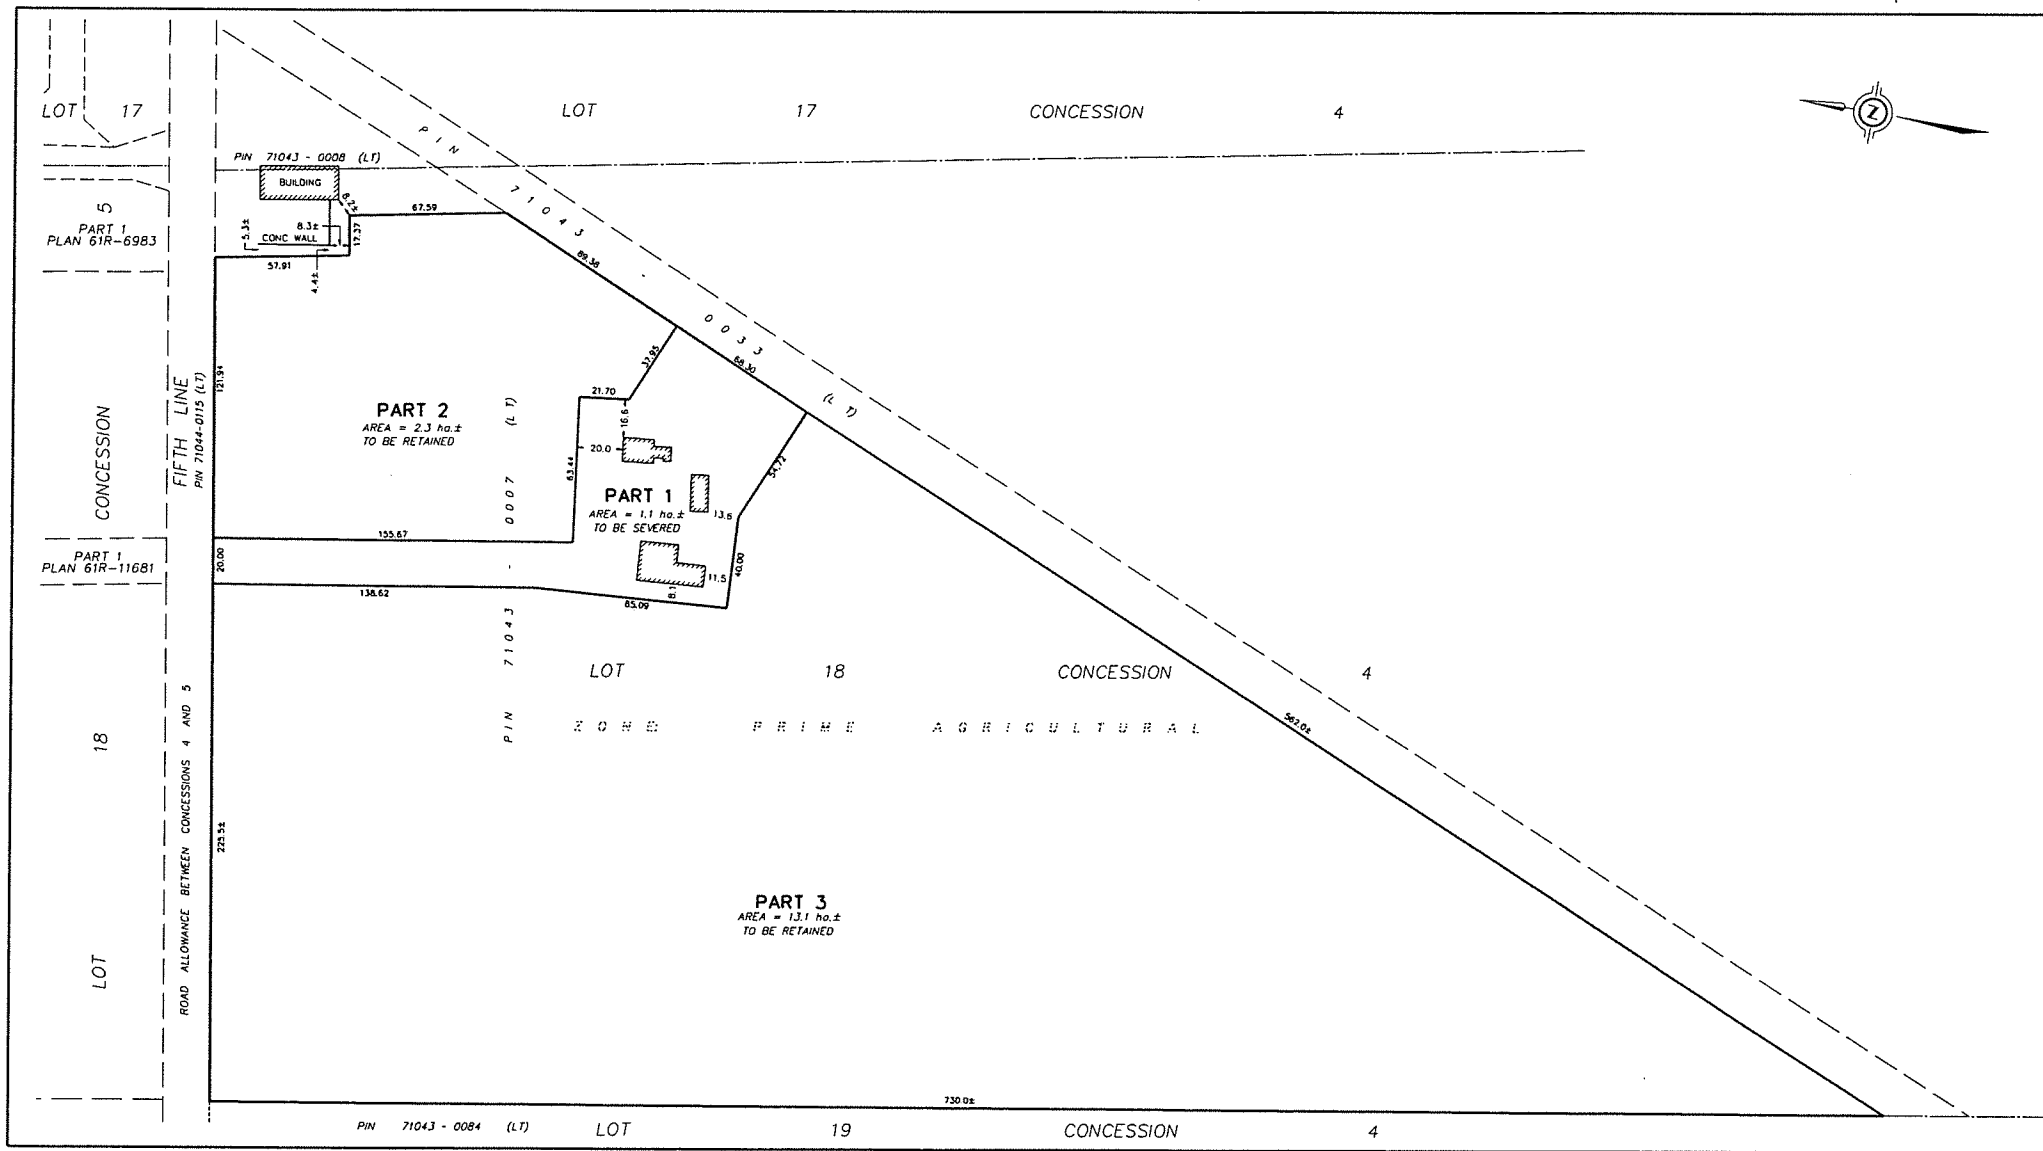 LOT 17
LOT 17 CONCESSION 4
Z
PIN 71043 - 0008 (LT)
BUILDING
5
PART 1
PLAN 61R-6983
5.3±
CONC WALL
8.3±
8.2±
17.37
4.4±
57.91
67.59
PIN 71043 - 0033 (LT)
89.38
68.30
562.0±
121.94
FIFTH LINE
PIN 71044-0115 (LT)
CONCESSION
PART 2
AREA = 2.3 ha.±
TO BE RETAINED
PIN 71043 - 0007 (LT)
37.95
21.70
16.6
20.0
63.44
PART 1
AREA = 1.1 ha.±
TO BE SEVERED
13.6
54.72
40.00
11.5
8.1
155.67
20.00
138.62
85.09
PART 1
PLAN 61R-11681
LOT 18 CONCESSION 4
ZONE PRIME AGRICULTURAL
18
LOT
ROAD ALLOWANCE BETWEEN CONCESSIONS 4 AND 5
225.5±
PART 3
AREA = 13.1 ha.±
TO BE RETAINED
730.0±
PIN 71043 - 0084 (LT) LOT 19 CONCESSION 4